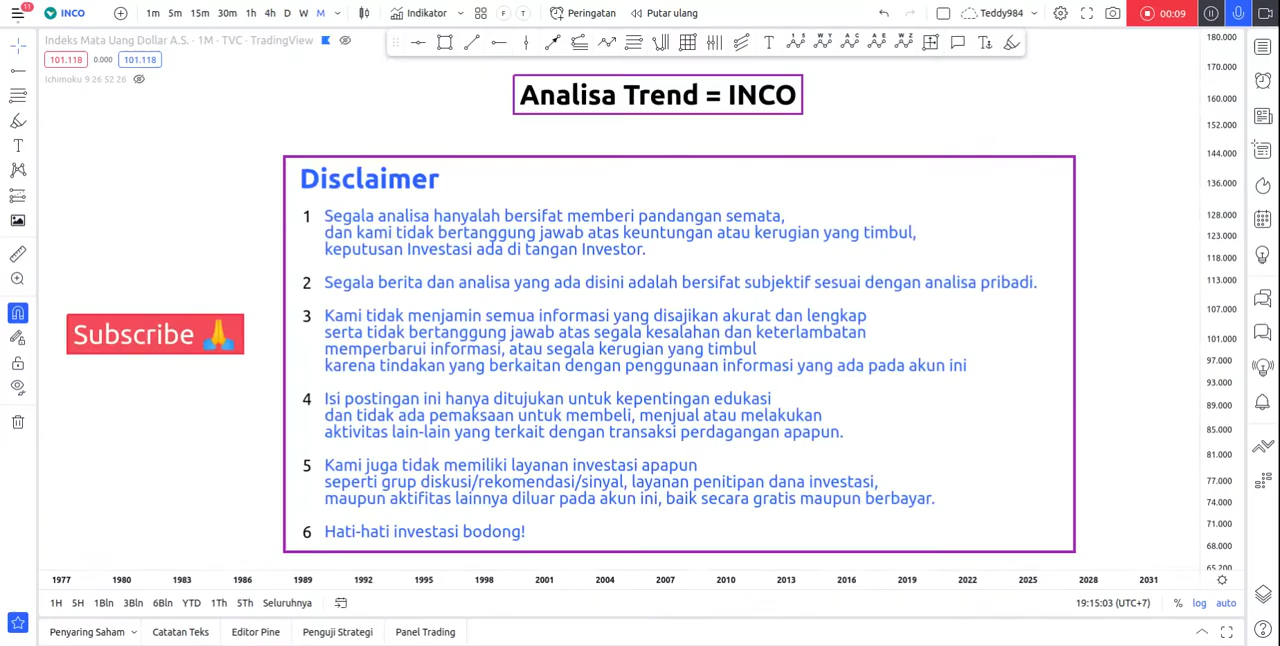 11
INCO
1m 5m 15m 30m 1h 4h D W M
Indikator
F T
Peringatan
Putar ulang
Teddy984
00:09
Indeks Mata Uang Dollar A.S. · 1M · TVC · TradingView
101.118 0.000 101.118
Ichimoku 9 26 52 26
Analisa Trend = INCO
Disclaimer
1 Segala analisa hanyalah bersifat memberi pandangan semata,
dan kami tidak bertanggung jawab atas keuntungan atau kerugian yang timbul,
keputusan Investasi ada di tangan Investor.
2 Segala berita dan analisa yang ada disini adalah bersifat subjektif sesuai dengan analisa pribadi.
3 Kami tidak menjamin semua informasi yang disajikan akurat dan lengkap
serta tidak bertanggung jawab atas segala kesalahan dan keterlambatan
memperbarui informasi, atau segala kerugian yang timbul
karena tindakan yang berkaitan dengan penggunaan informasi yang ada pada akun ini
4 Isi postingan ini hanya ditujukan untuk kepentingan edukasi
dan tidak ada pemaksaan untuk membeli, menjual atau melakukan
aktivitas lain-lain yang terkait dengan transaksi perdagangan apapun.
5 Kami juga tidak memiliki layanan investasi apapun
seperti grup diskusi/rekomendasi/sinyal, layanan penitipan dana investasi,
maupun aktifitas lainnya diluar pada akun ini, baik secara gratis maupun berbayar.
6 Hati-hati investasi bodong!
Subscribe 🙏
180.000
170.000
160.000
152.000
144.000
136.000
128.000
123.000
118.000
113.000
107.000
101.000
97.000
93.000
89.000
85.000
81.000
77.000
74.000
71.000
68.000
65.200
1977 1980 1983 1986 1989 1992 1995 1998 2001 2004 2007 2010 2013 2016 2019 2022 2025 2028 2031
1H 5H 1Bln 3Bln 6Bln YTD 1Th 5Th Seluruhnya
19:15:03 (UTC+7) % log auto
Penyaring Saham Catatan Teks Editor Pine Penguji Strategi Panel Trading